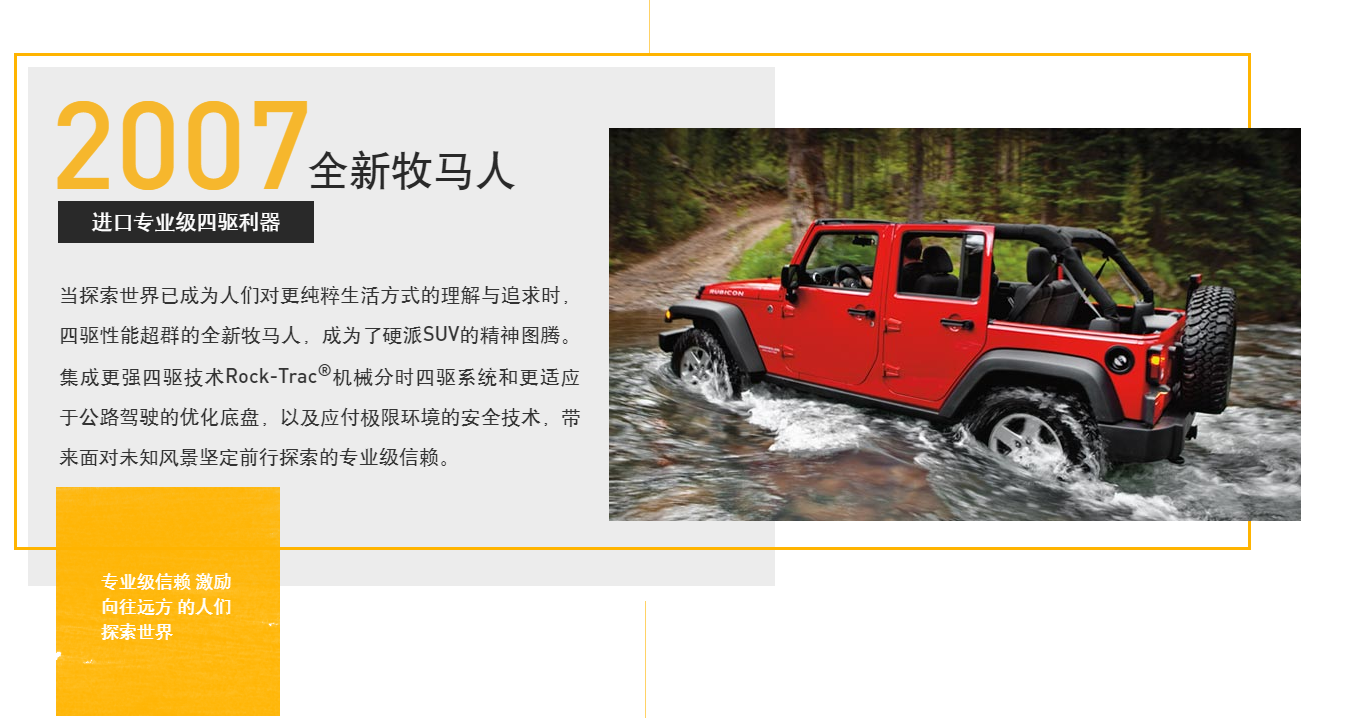 2007全新牧马人
进口专业级四驱利器
当探索世界已成为人们对更纯粹生活方式的理解与追求时，
四驱性能超群的全新牧马人，成为了硬派SUV的精神图腾。
集成更强四驱技术Rock-Trac®机械分时四驱系统和更适应
于公路驾驶的优化底盘，以及应付极限环境的安全技术，带
来面对未知风景坚定前行探索的专业级信赖。
RUBICON
专业级信赖 激励
向往远方 的人们
探索世界